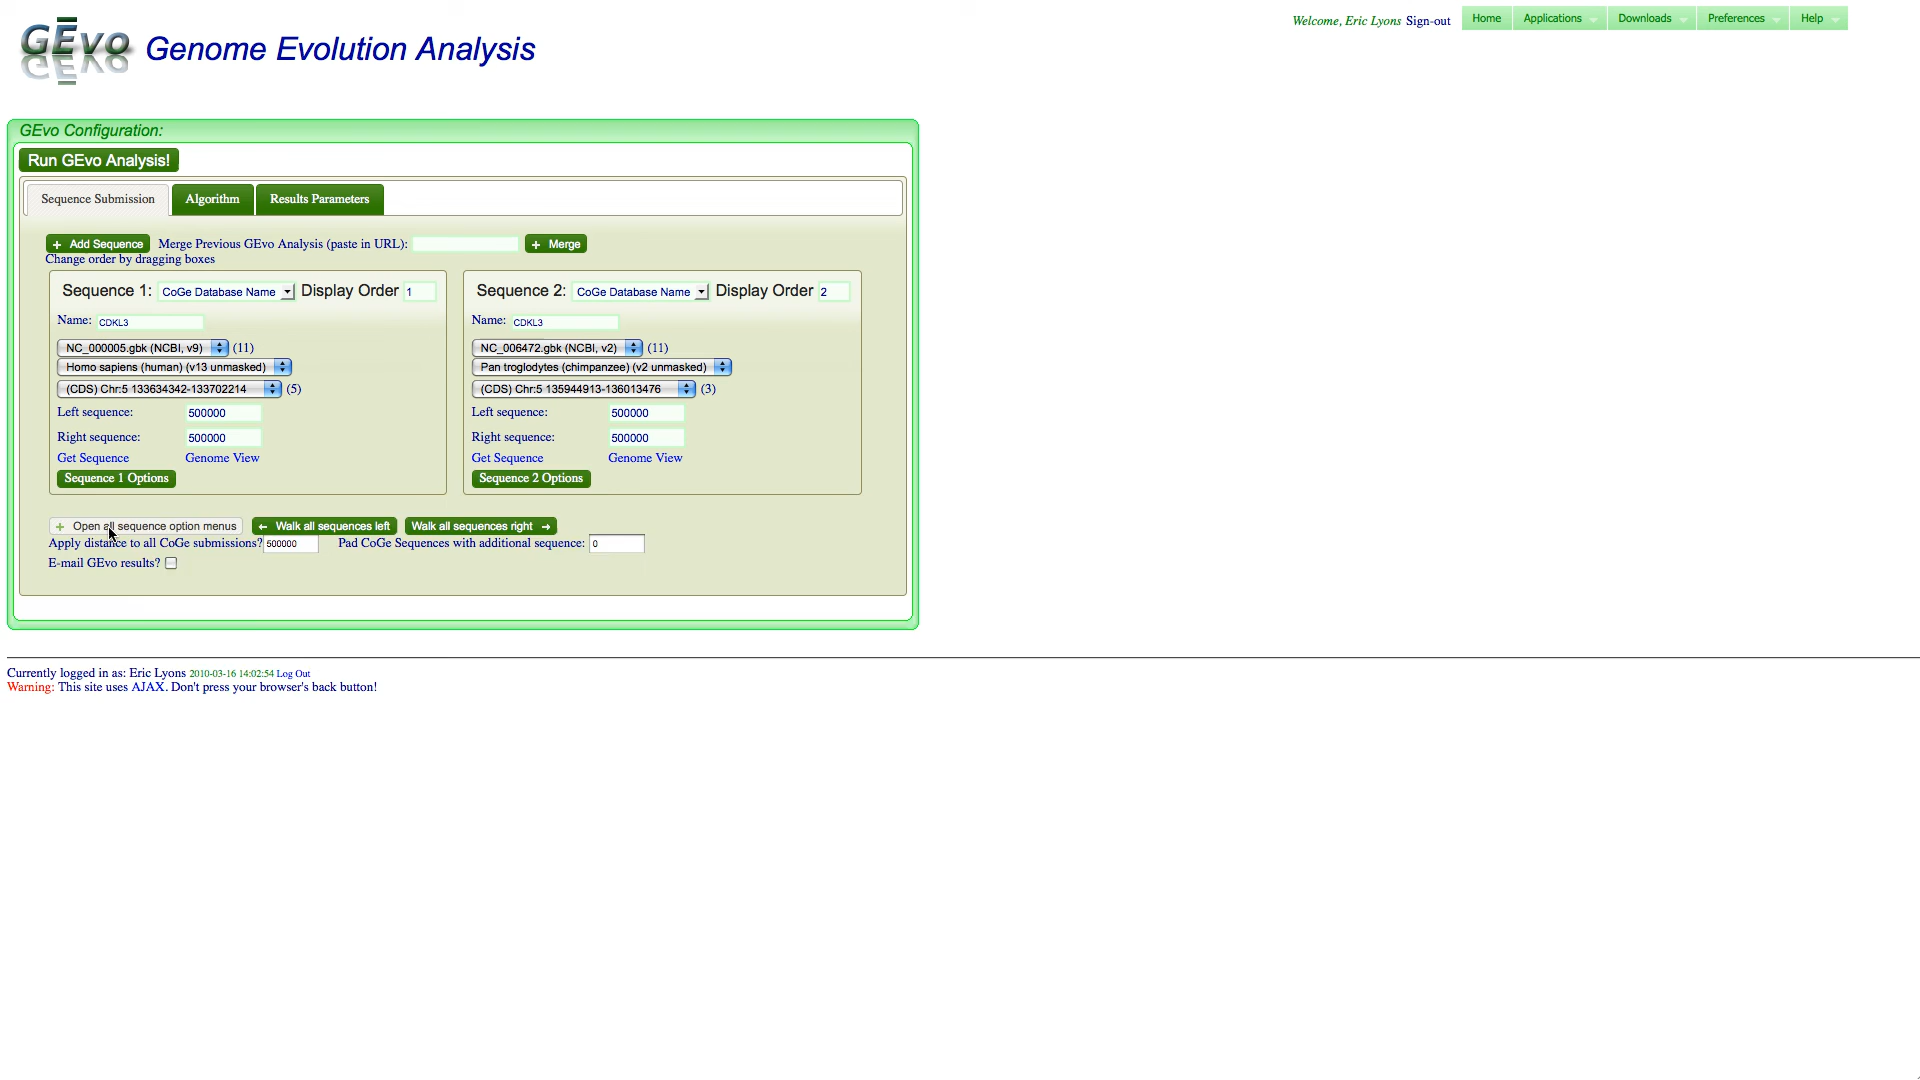 GEvo Genome Evolution Analysis
Welcome, Eric Lyons Sign-out Home Applications Downloads Preferences Help
GEvo Configuration:
Run GEvo Analysis!
Sequence Submission Algorithm Results Parameters
+ Add Sequence Merge Previous GEvo Analysis (paste in URL): + Merge
Change order by dragging boxes
Sequence 1: CoGe Database Name Display Order 1
Name: CDKL3
NC_000005.gbk (NCBI, v9) (11)
Homo sapiens (human) (v13 unmasked)
(CDS) Chr:5 133634342-133702214 (5)
Left sequence: 500000
Right sequence: 500000
Get Sequence Genome View
Sequence 1 Options
Sequence 2: CoGe Database Name Display Order 2
Name: CDKL3
NC_006472.gbk (NCBI, v2) (11)
Pan troglodytes (chimpanzee) (v2 unmasked)
(CDS) Chr:5 135944913-136013476 (3)
Left sequence: 500000
Right sequence: 500000
Get Sequence Genome View
Sequence 2 Options
+ Open all sequence option menus ← Walk all sequences left Walk all sequences right →
Apply distance to all CoGe submissions? 500000 Pad CoGe Sequences with additional sequence: 0
E-mail GEvo results?
Currently logged in as: Eric Lyons 2010-03-16 14:02:54 Log Out
Warning: This site uses AJAX. Don't press your browser's back button!